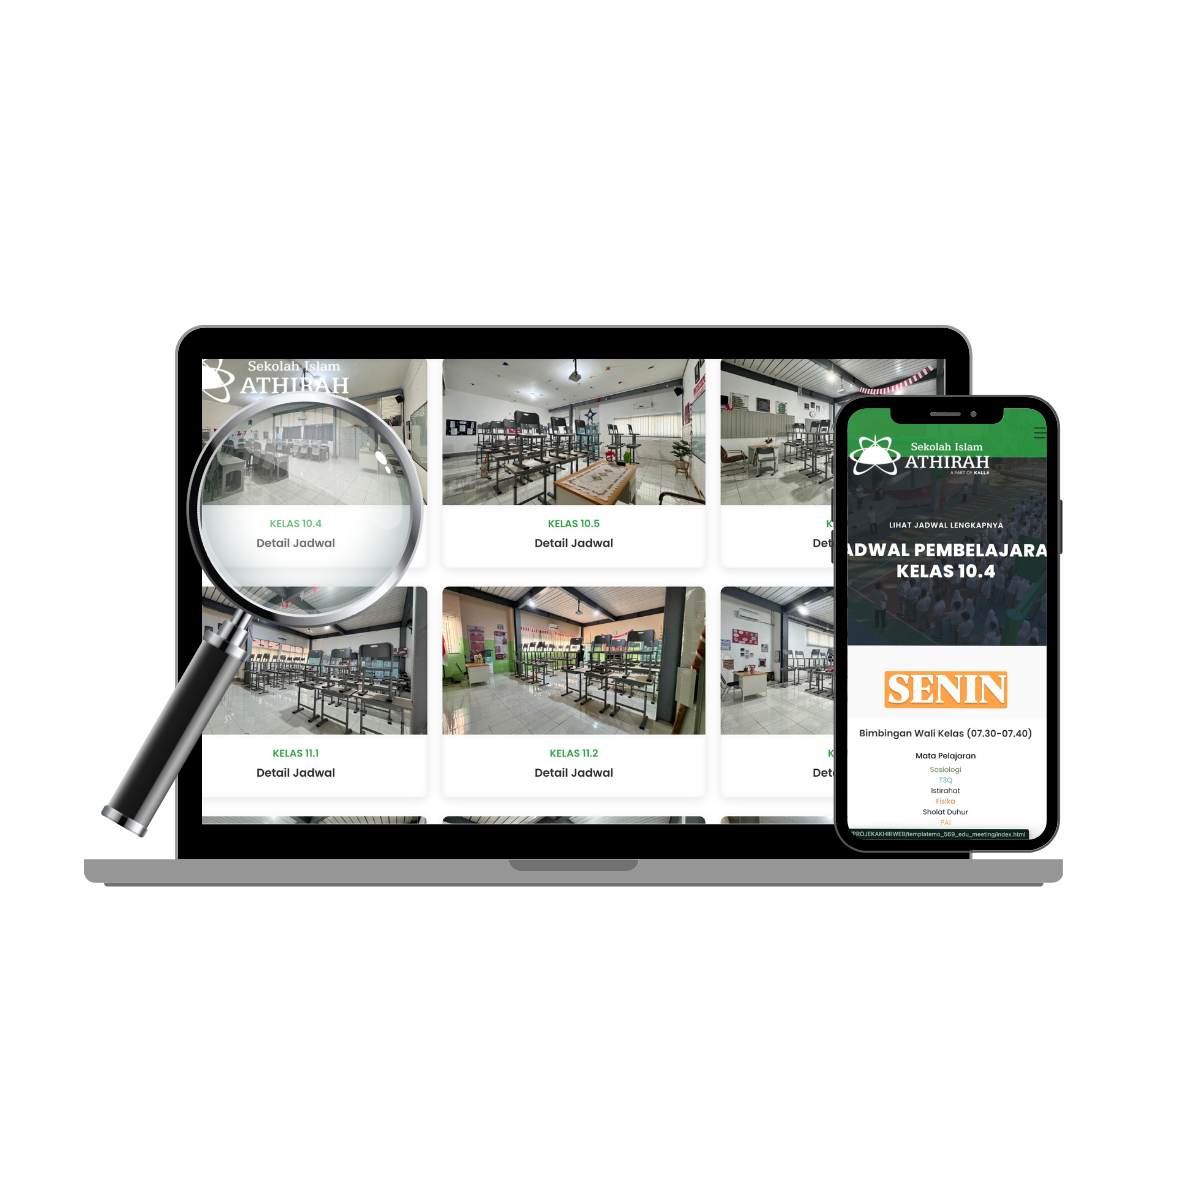 Sekolah Islam
ATHIRAH
KELAS 10.4
Detail Jadwal
KELAS 10.5
Detail Jadwal
K
Det
KELAS 11.1
Detail Jadwal
KELAS 11.2
Detail Jadwal
K
Det
Sekolah Islam
ATHIRAH
A PART OF KALLA
LIHAT JADWAL LENGKAPNYA
ADWAL PEMBELAJARA
KELAS 10.4
SENIN
Bimbingan Wali Kelas (07.30-07.40)
Mata Pelajaran
Sosiologi
T3Q
Istirahat
Fisika
Sholat Duhur
PAI
PROJEKAKHIRWEB/templatemo_569_edu_meeting/index.html